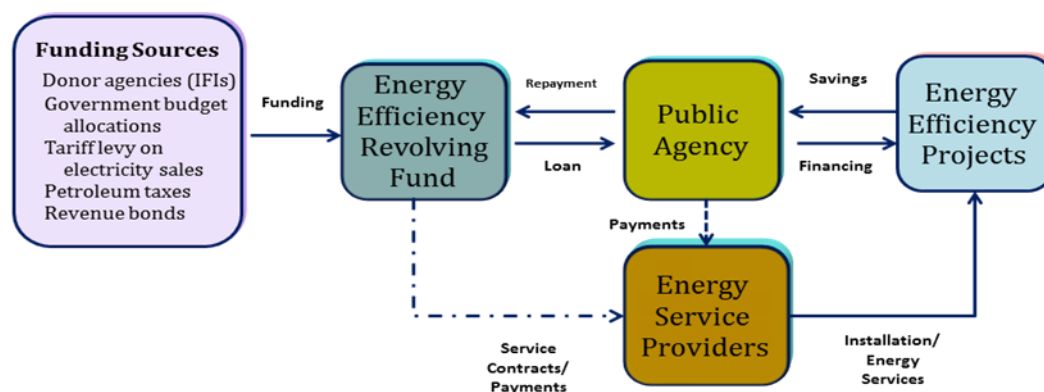 Funding Sources
Donor agencies (IFIs)
Government budget
allocations
Tariff levy on
electricity sales
Petroleum taxes
Revenue bonds
Funding
Energy
Efficiency
Revolving
Fund
Repayment
Loan
Public
Agency
Savings
Financing
Energy
Efficiency
Projects
Payments
Energy
Service
Providers
Service
Contracts/
Payments
Installation/
Energy
Services